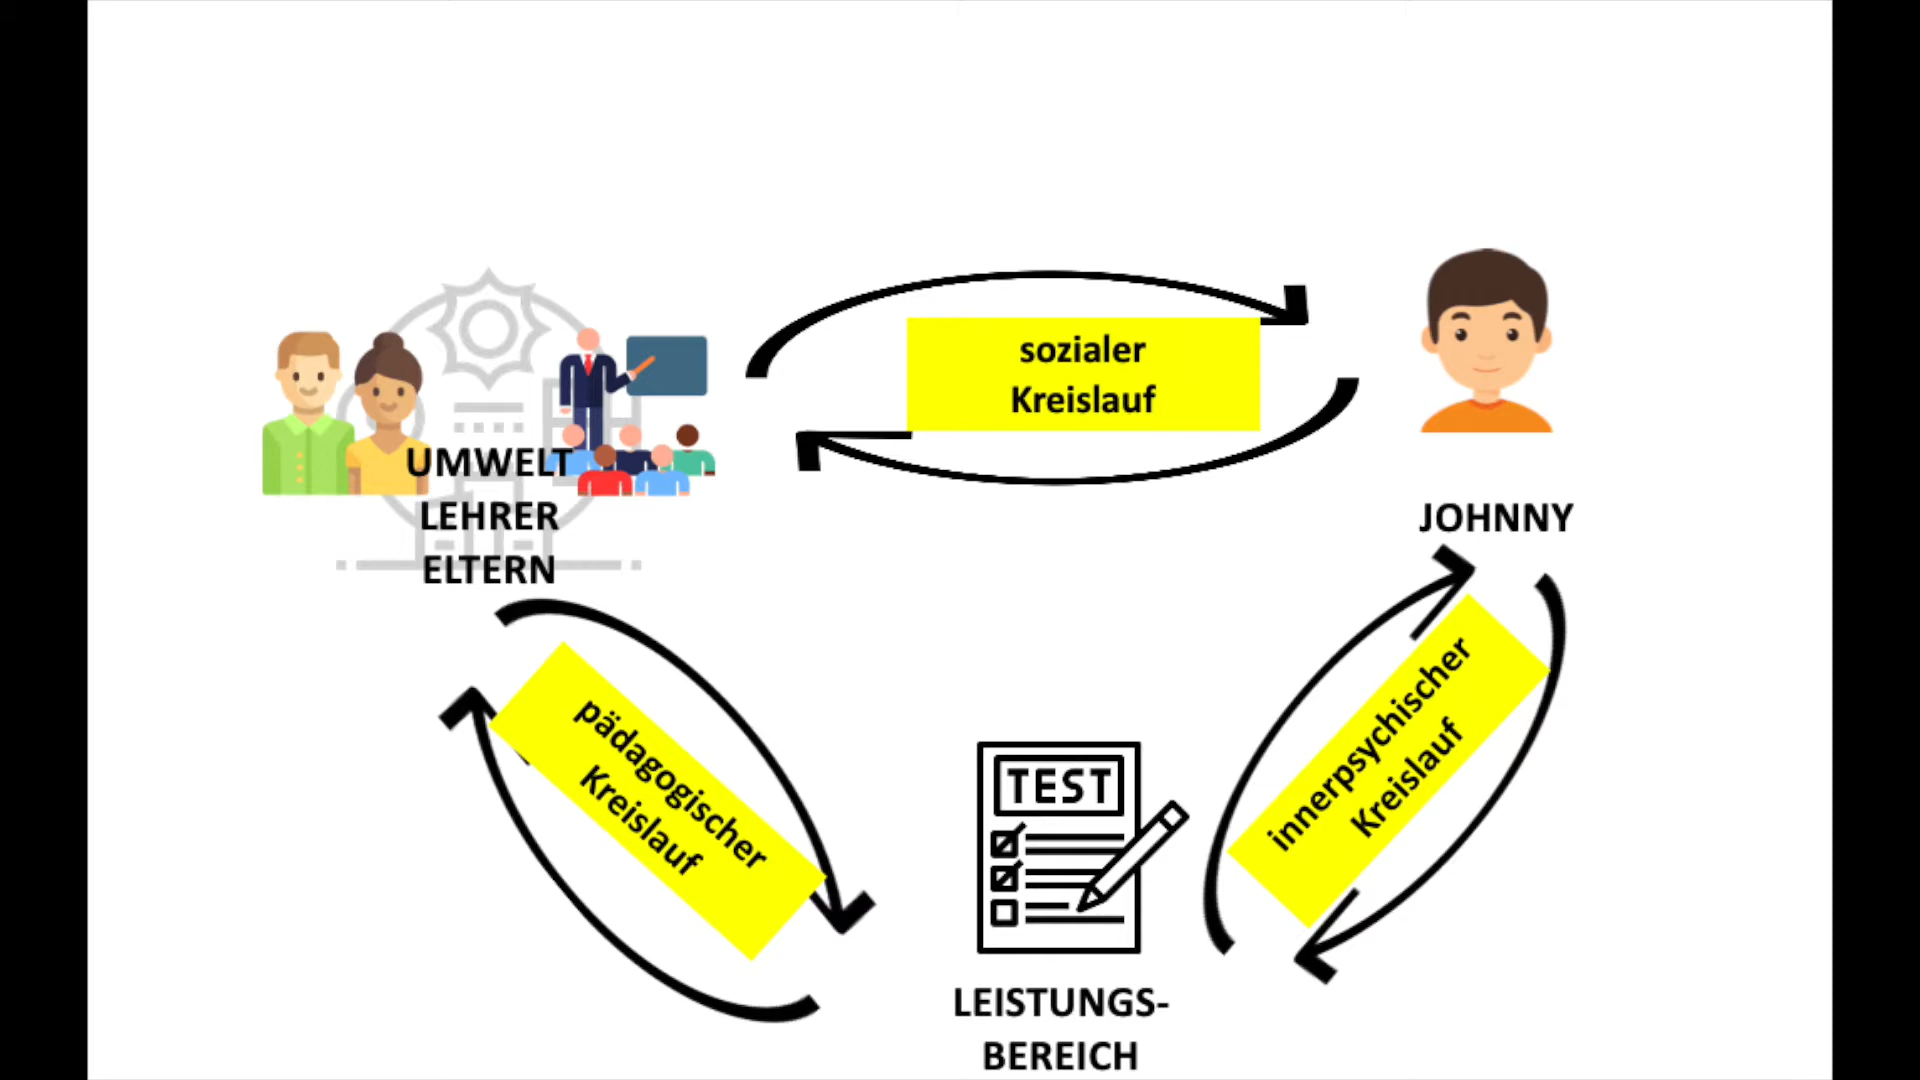 sozialer
Kreislauf
UMWELT
LEHRER
ELTERN
JOHNNY
pädagogischer
Kreislauf
innerpsychischer
Kreislauf
TEST
LEISTUNGS-
BEREICH